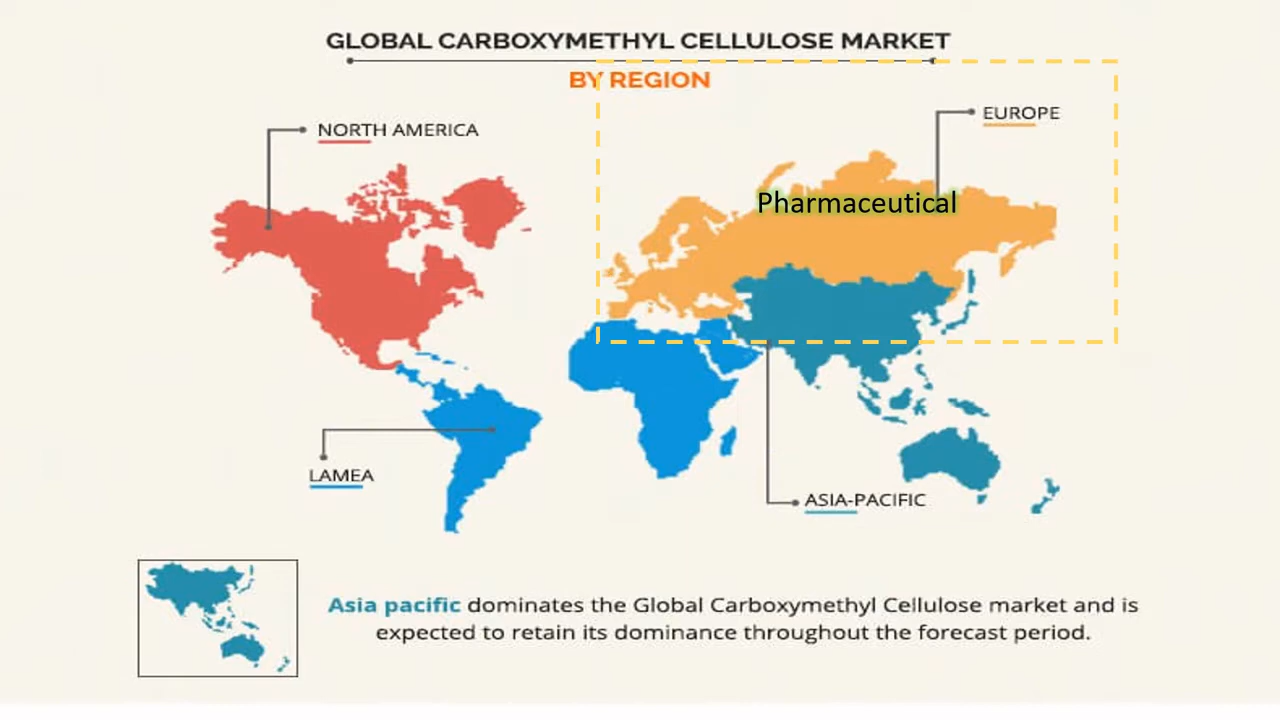 GLOBAL CARBOXYMETHYL CELLULOSE MARKET
BY REGION
EUROPE
NORTH AMERICA
Pharmaceutical
LAMEA
ASIA-PACIFIC
Asia pacific dominates the Global Carboxymethyl Cellulose market and is
expected to retain its dominance throughout the forecast period.